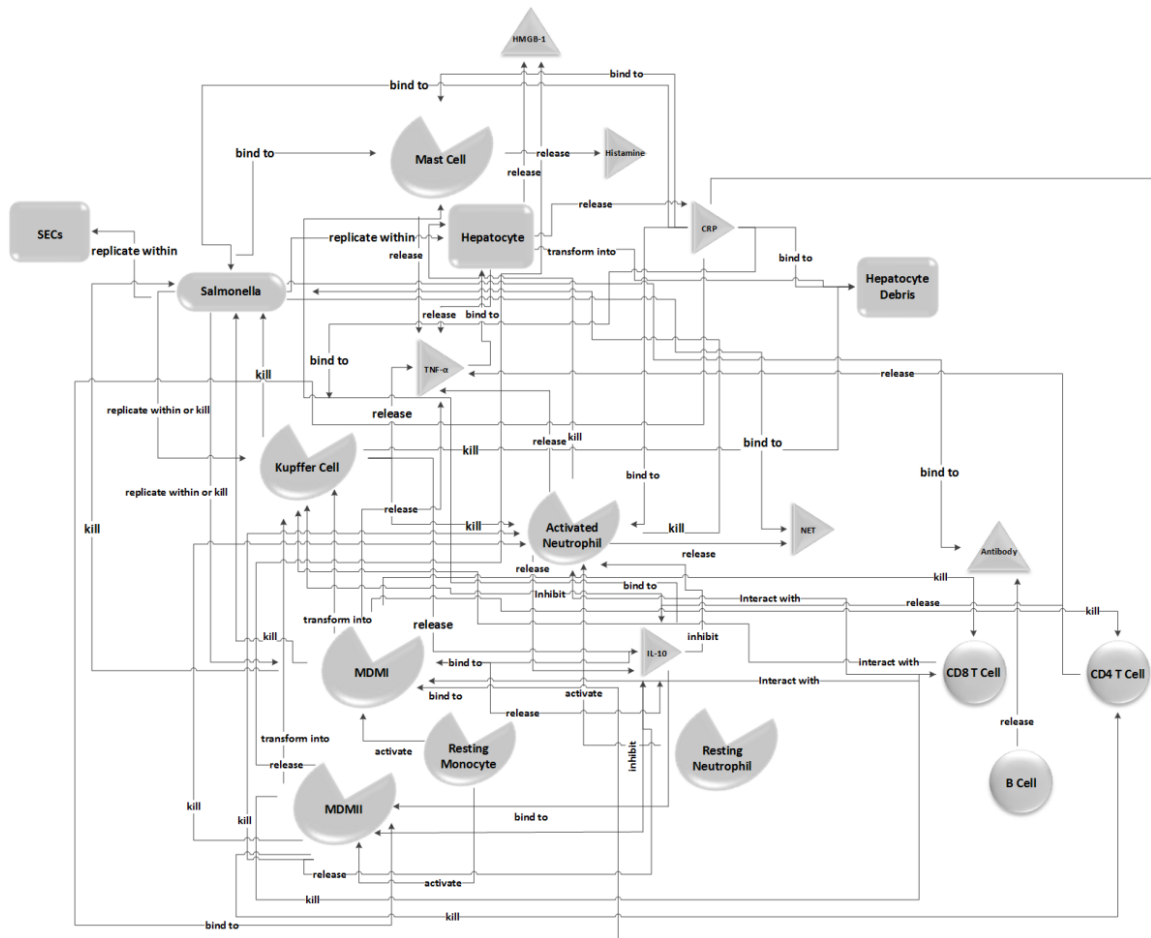 HMGB-1
bind to
bind to
bind to
Mast Cell
release
Histamine
release
release
SECs
replicate within
replicate within
Hepatocyte
CRP
transform into
release
bind to
Hepatocyte
Debris
Salmonella
release
bind to
bind to
TNF-α
release
kill
replicate within or kill
release
release
kill
bind to
Kupffer Cell
kill
bind to
bind to
replicate within or kill
release
kill
Activated
Neutrophil
kill
NET
kill
release
Antibody
release
bind to
kill
Inhibit
Interact with
release
transform into
release
kill
kill
inhibit
IL-10
MDMI
bind to
Interact with
CD8 T Cell
CD4 T Cell
bind to
activate
Interact with
release
release
transform into
activate
Resting
Monocyte
inhibit
Resting
Neutrophil
release
B Cell
MDMII
kill
kill
bind to
release
activate
kill
kill
bind to